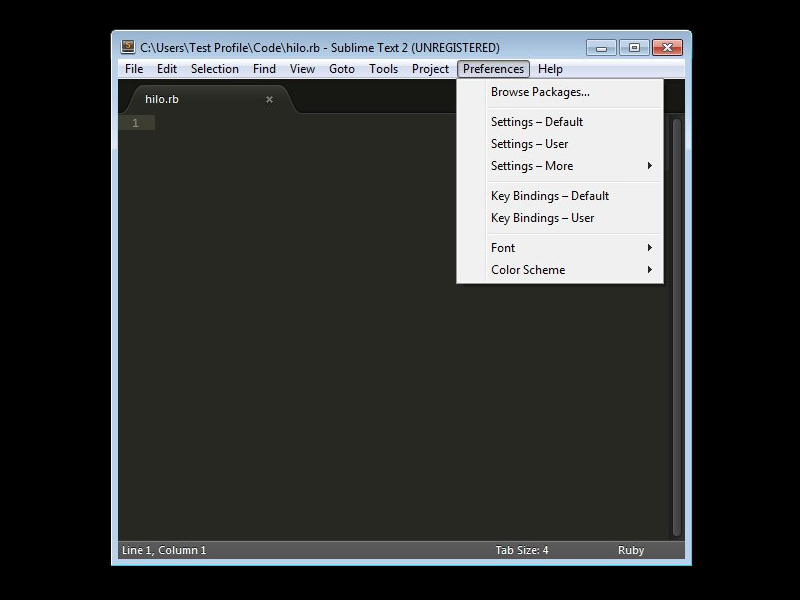 C:\Users\Test Profile\Code\hilo.rb - Sublime Text 2 (UNREGISTERED)
File Edit Selection Find View Goto Tools Project Preferences Help
hilo.rb
1
Browse Packages...
Settings – Default
Settings – User
Settings – More
Key Bindings – Default
Key Bindings – User
Font
Color Scheme
Line 1, Column 1 Tab Size: 4 Ruby